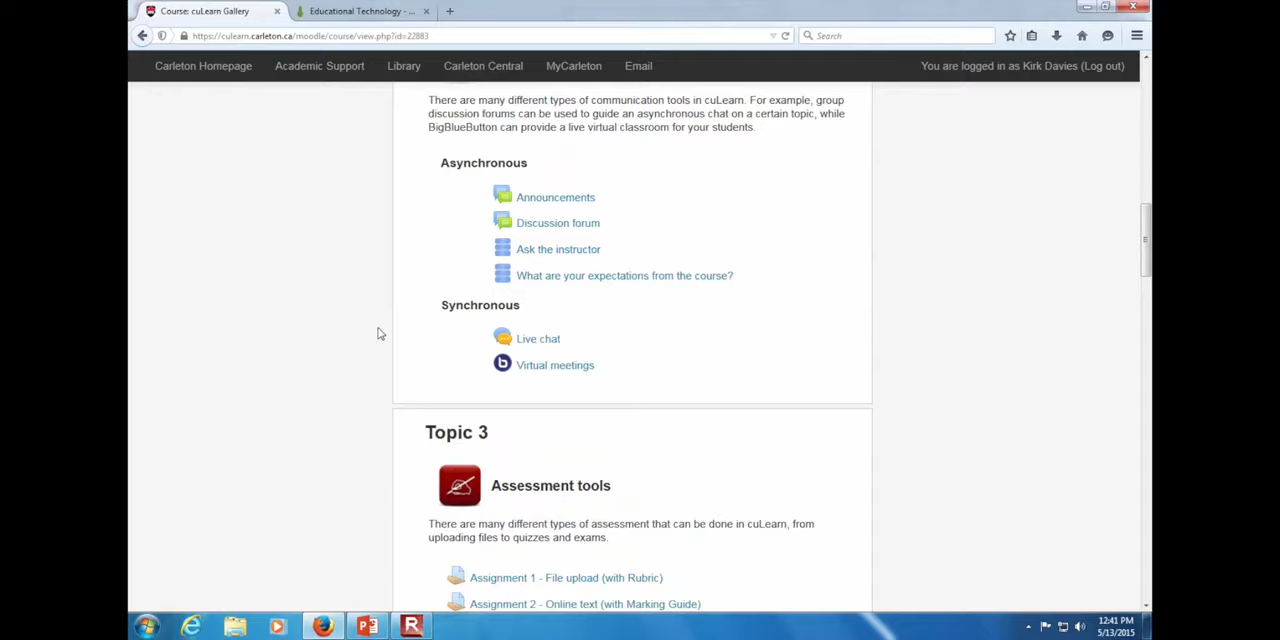 Course: cuLearn Gallery
Educational Technology - ...
https://culearn.carleton.ca/moodle/course/view.php?id=22883
Search
Carleton Homepage
Academic Support
Library
Carleton Central
MyCarleton
Email
You are logged in as Kirk Davies (Log out)
There are many different types of communication tools in cuLearn. For example, group
discussion forums can be used to guide an asynchronous chat on a certain topic, while
BigBlueButton can provide a live virtual classroom for your students.
Asynchronous
Announcements
Discussion forum
Ask the instructor
What are your expectations from the course?
Synchronous
Live chat
b Virtual meetings
Topic 3
Assessment tools
There are many different types of assessment that can be done in cuLearn, from
uploading files to quizzes and exams.
Assignment 1 - File upload (with Rubric)
Assignment 2 - Online text (with Marking Guide)
12:41 PM
5/13/2015